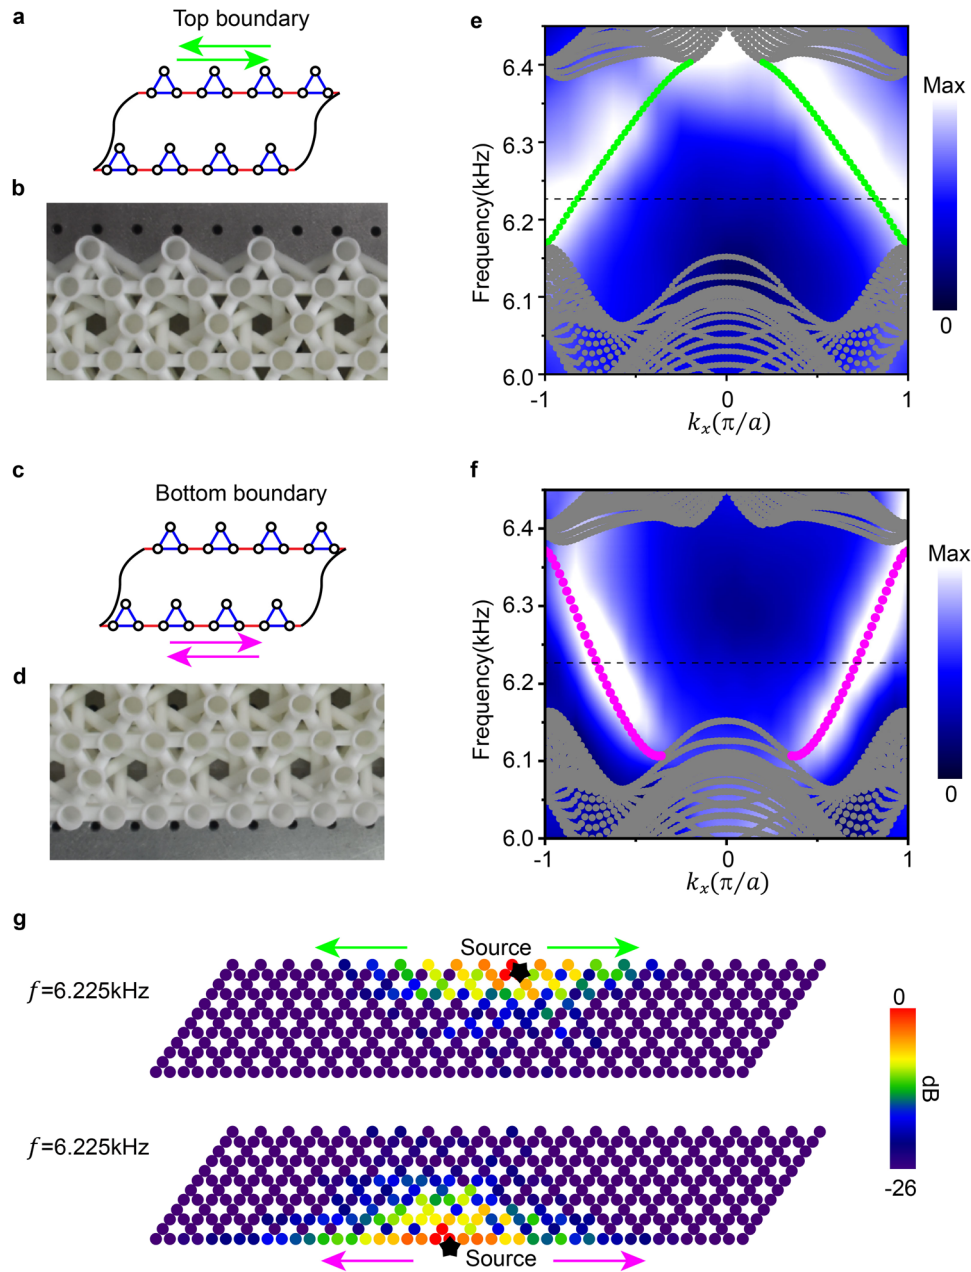 a
Top boundary
b
c
Bottom boundary
d
e
Frequency(kHz)
6.4
6.3
6.2
6.1
6.0
-1
0
1
kₓ(π/a)
Max
0
f
Frequency(kHz)
6.4
6.3
6.2
6.1
6.0
-1
0
1
kₓ(π/a)
Max
0
g
Source
f=6.225kHz
f=6.225kHz
Source
0
dB
-26